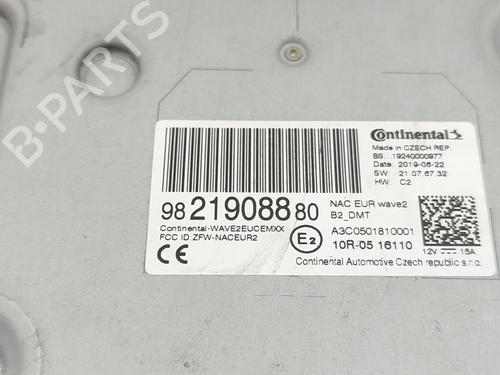 B-PARTS
Continental
Made in CZECH REP.
BS...19240000977
Date: 2019-06-22
SW: 21.07.67.32
HW: C2
98 21908880
NAC EUR wave2
B2_DMT
Continental-WAVE2EUCEMXX
FCC ID:ZFW-NACEUR2
CE
E2
A3C0501810001
10R-05 16110
12V 15A
Continental Automotive Czech republic s.r.o.